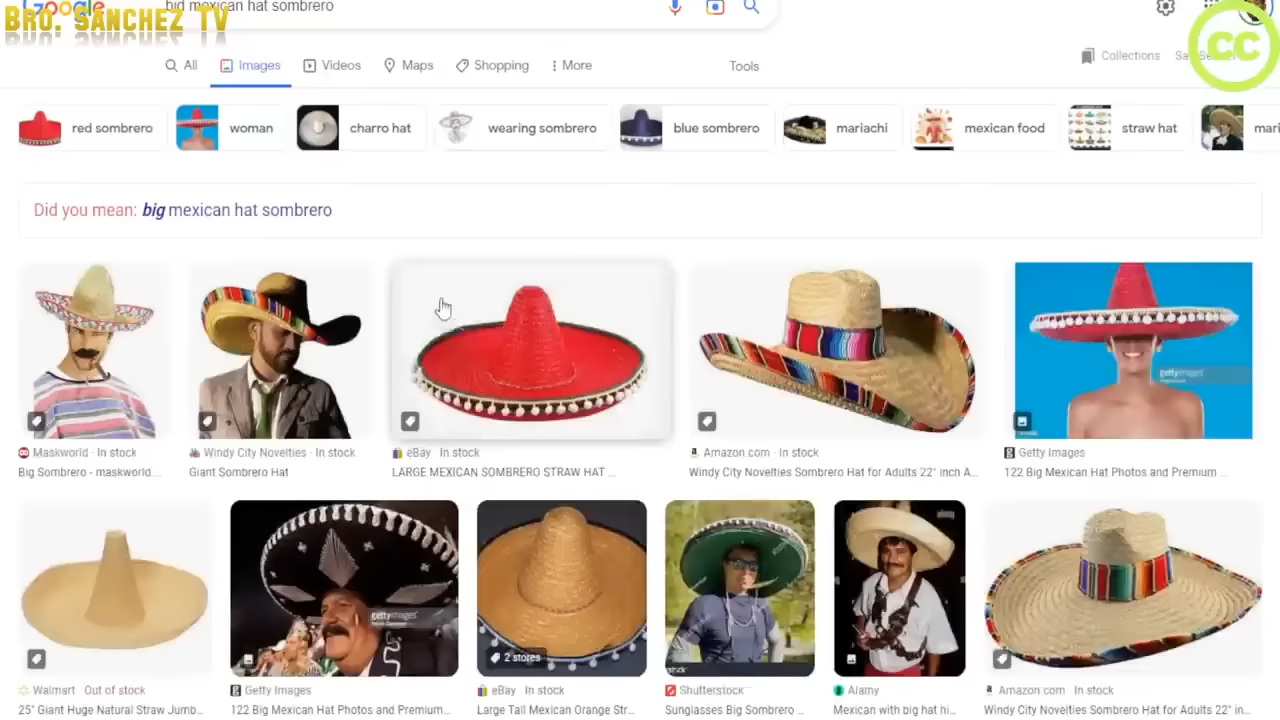 Google
bid mexican hat sombrero
BRO. SANCHEZ TV
CC
All
Images
Videos
Maps
Shopping
More
Tools
Collections
red sombrero
woman
charro hat
wearing sombrero
blue sombrero
mariachi
mexican food
straw hat
Did you mean: big mexican hat sombrero
Maskworld · In stock
Big Sombrero - maskworld....
Windy City Novelties · In stock
Giant Sombrero Hat
eBay · In stock
LARGE MEXICAN SOMBRERO STRAW HAT ...
Amazon.com · In stock
Windy City Novelties Sombrero Hat for Adults 22" Inch A...
gettyimages
Getty Images
122 Big Mexican Hat Photos and Premium ...
Walmart · Out of stock
25" Giant Huge Natural Straw Jumb...
gettyimages
Getty Images
122 Big Mexican Hat Photos and Premium...
2 stores
eBay · In stock
Large Tall Mexican Orange Str...
Shutterstock
Sunglasses Big Sombrero ...
alamy
Alamy
Mexican with big hat hi...
Amazon.com · In stock
Windy City Novelties Sombrero Hat for Adults 22" in...